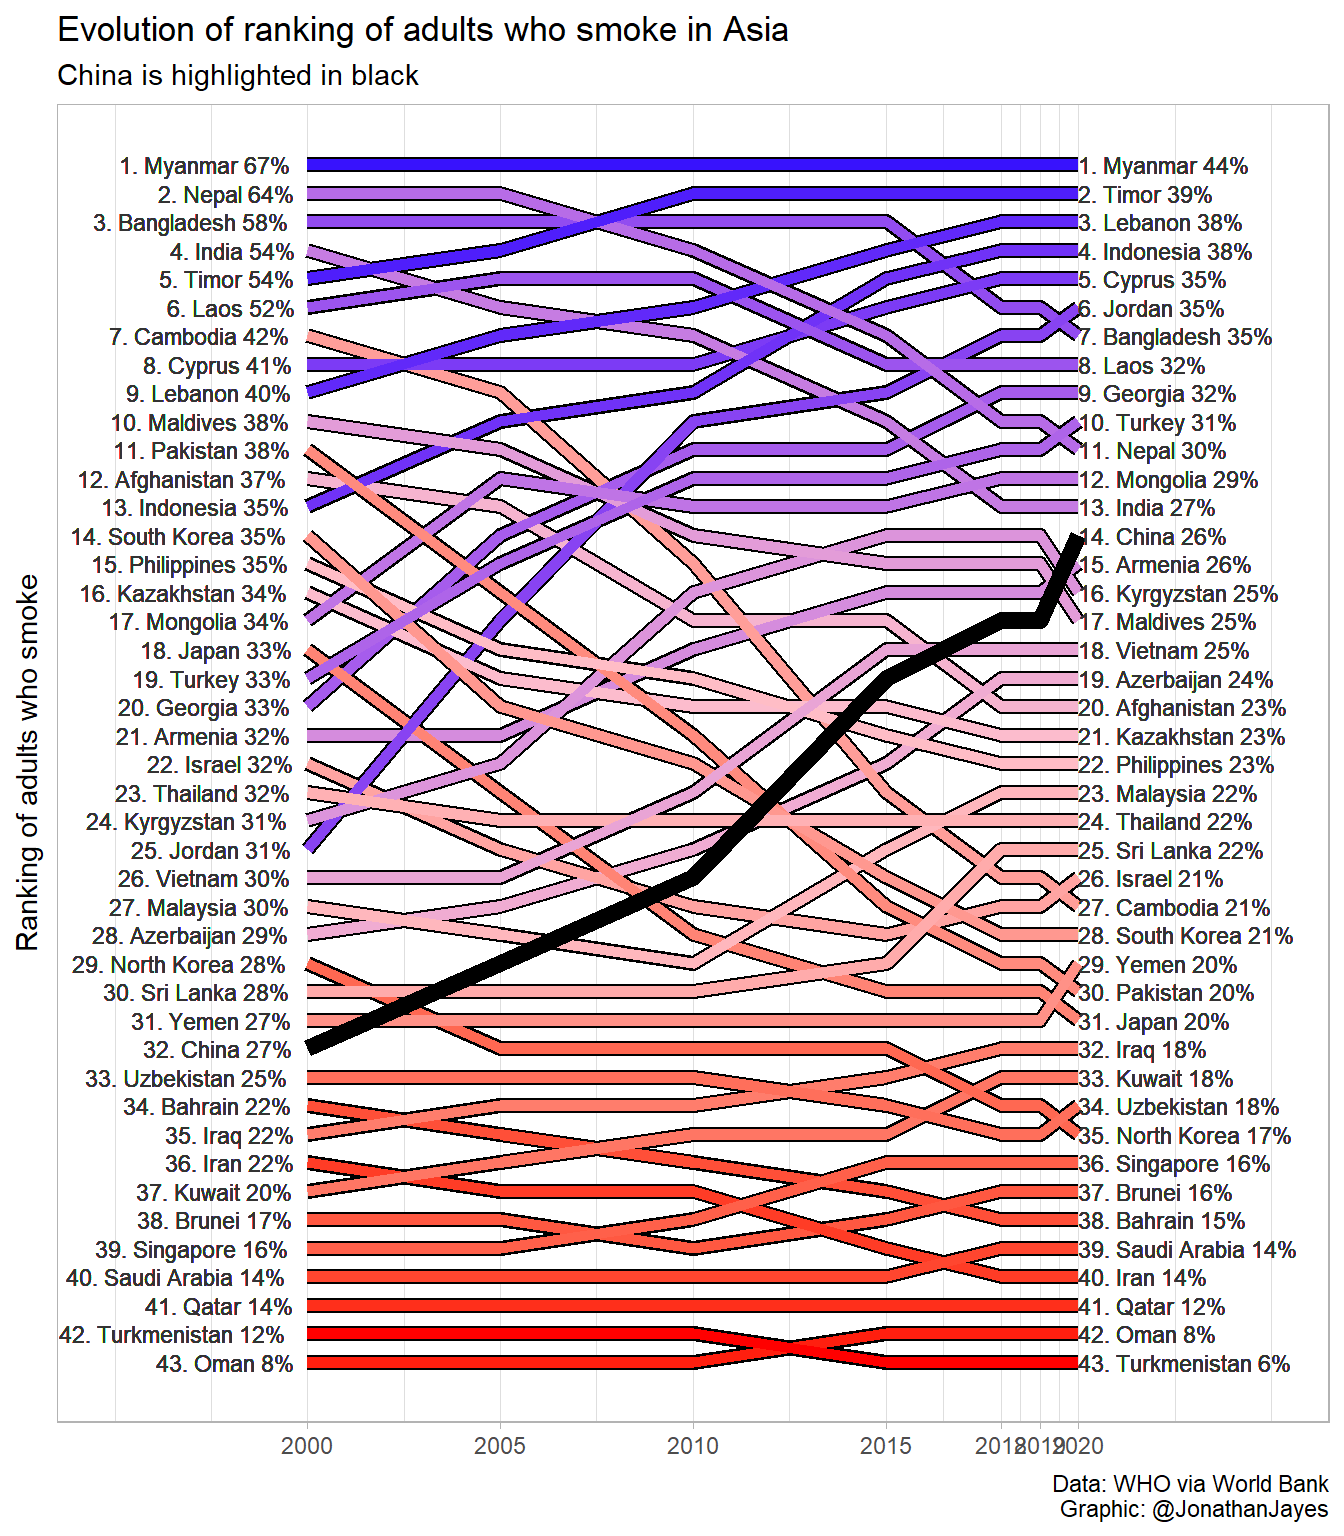 Evolution of ranking of adults who smoke in Asia
China is highlighted in black
Ranking of adults who smoke
1. Myanmar 67%
2. Nepal 64%
3. Bangladesh 58%
4. India 54%
5. Timor 54%
6. Laos 52%
7. Cambodia 42%
8. Cyprus 41%
9. Lebanon 40%
10. Maldives 38%
11. Pakistan 38%
12. Afghanistan 37%
13. Indonesia 35%
14. South Korea 35%
15. Philippines 35%
16. Kazakhstan 34%
17. Mongolia 34%
18. Japan 33%
19. Turkey 33%
20. Georgia 33%
21. Armenia 32%
22. Israel 32%
23. Thailand 32%
24. Kyrgyzstan 31%
25. Jordan 31%
26. Vietnam 30%
27. Malaysia 30%
28. Azerbaijan 29%
29. North Korea 28%
30. Sri Lanka 28%
31. Yemen 27%
32. China 27%
33. Uzbekistan 25%
34. Bahrain 22%
35. Iraq 22%
36. Iran 22%
37. Kuwait 20%
38. Brunei 17%
39. Singapore 16%
40. Saudi Arabia 14%
41. Qatar 14%
42. Turkmenistan 12%
43. Oman 8%
1. Myanmar 44%
2. Timor 39%
3. Lebanon 38%
4. Indonesia 38%
5. Cyprus 35%
6. Jordan 35%
7. Bangladesh 35%
8. Laos 32%
9. Georgia 32%
10. Turkey 31%
11. Nepal 30%
12. Mongolia 29%
13. India 27%
14. China 26%
15. Armenia 26%
16. Kyrgyzstan 25%
17. Maldives 25%
18. Vietnam 25%
19. Azerbaijan 24%
20. Afghanistan 23%
21. Kazakhstan 23%
22. Philippines 23%
23. Malaysia 22%
24. Thailand 22%
25. Sri Lanka 22%
26. Israel 21%
27. Cambodia 21%
28. South Korea 21%
29. Yemen 20%
30. Pakistan 20%
31. Japan 20%
32. Iraq 18%
33. Kuwait 18%
34. Uzbekistan 18%
35. North Korea 17%
36. Singapore 16%
37. Brunei 16%
38. Bahrain 15%
39. Saudi Arabia 14%
40. Iran 14%
41. Qatar 12%
42. Oman 8%
43. Turkmenistan 6%
2000 2005 2010 2015 2018 2019 2020
Data: WHO via World Bank
Graphic: @JonathanJayes